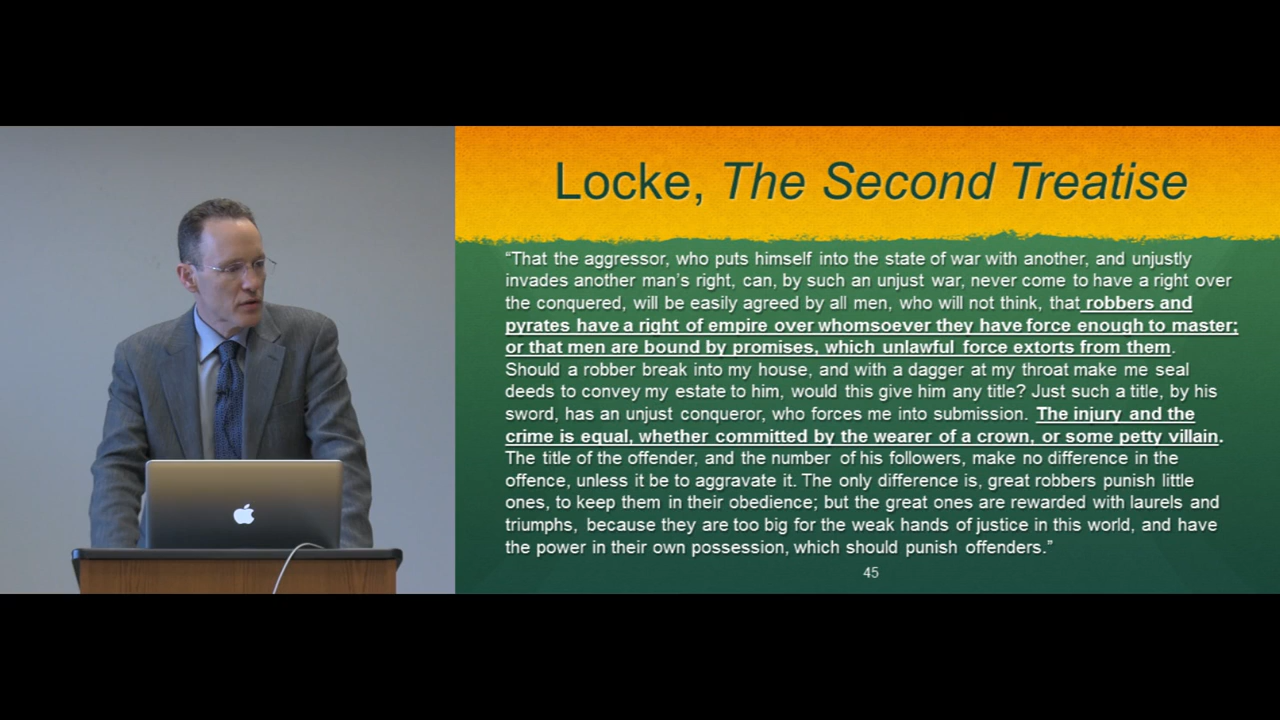 Locke, The Second Treatise
“That the aggressor, who puts himself into the state of war with another, and unjustly
invades another man’s right, can, by such an unjust war, never come to have a right over
the conquered, will be easily agreed by all men, who will not think, that robbers and
pyrates have a right of empire over whomsoever they have force enough to master;
or that men are bound by promises, which unlawful force extorts from them.
Should a robber break into my house, and with a dagger at my throat make me seal
deeds to convey my estate to him, would this give him any title? Just such a title, by his
sword, has an unjust conqueror, who forces me into submission. The injury and the
crime is equal, whether committed by the wearer of a crown, or some petty villain.
The title of the offender, and the number of his followers, make no difference in the
offence, unless it be to aggravate it. The only difference is, great robbers punish little
ones, to keep them in their obedience; but the great ones are rewarded with laurels and
triumphs, because they are too big for the weak hands of justice in this world, and have
the power in their own possession, which should punish offenders.”
45